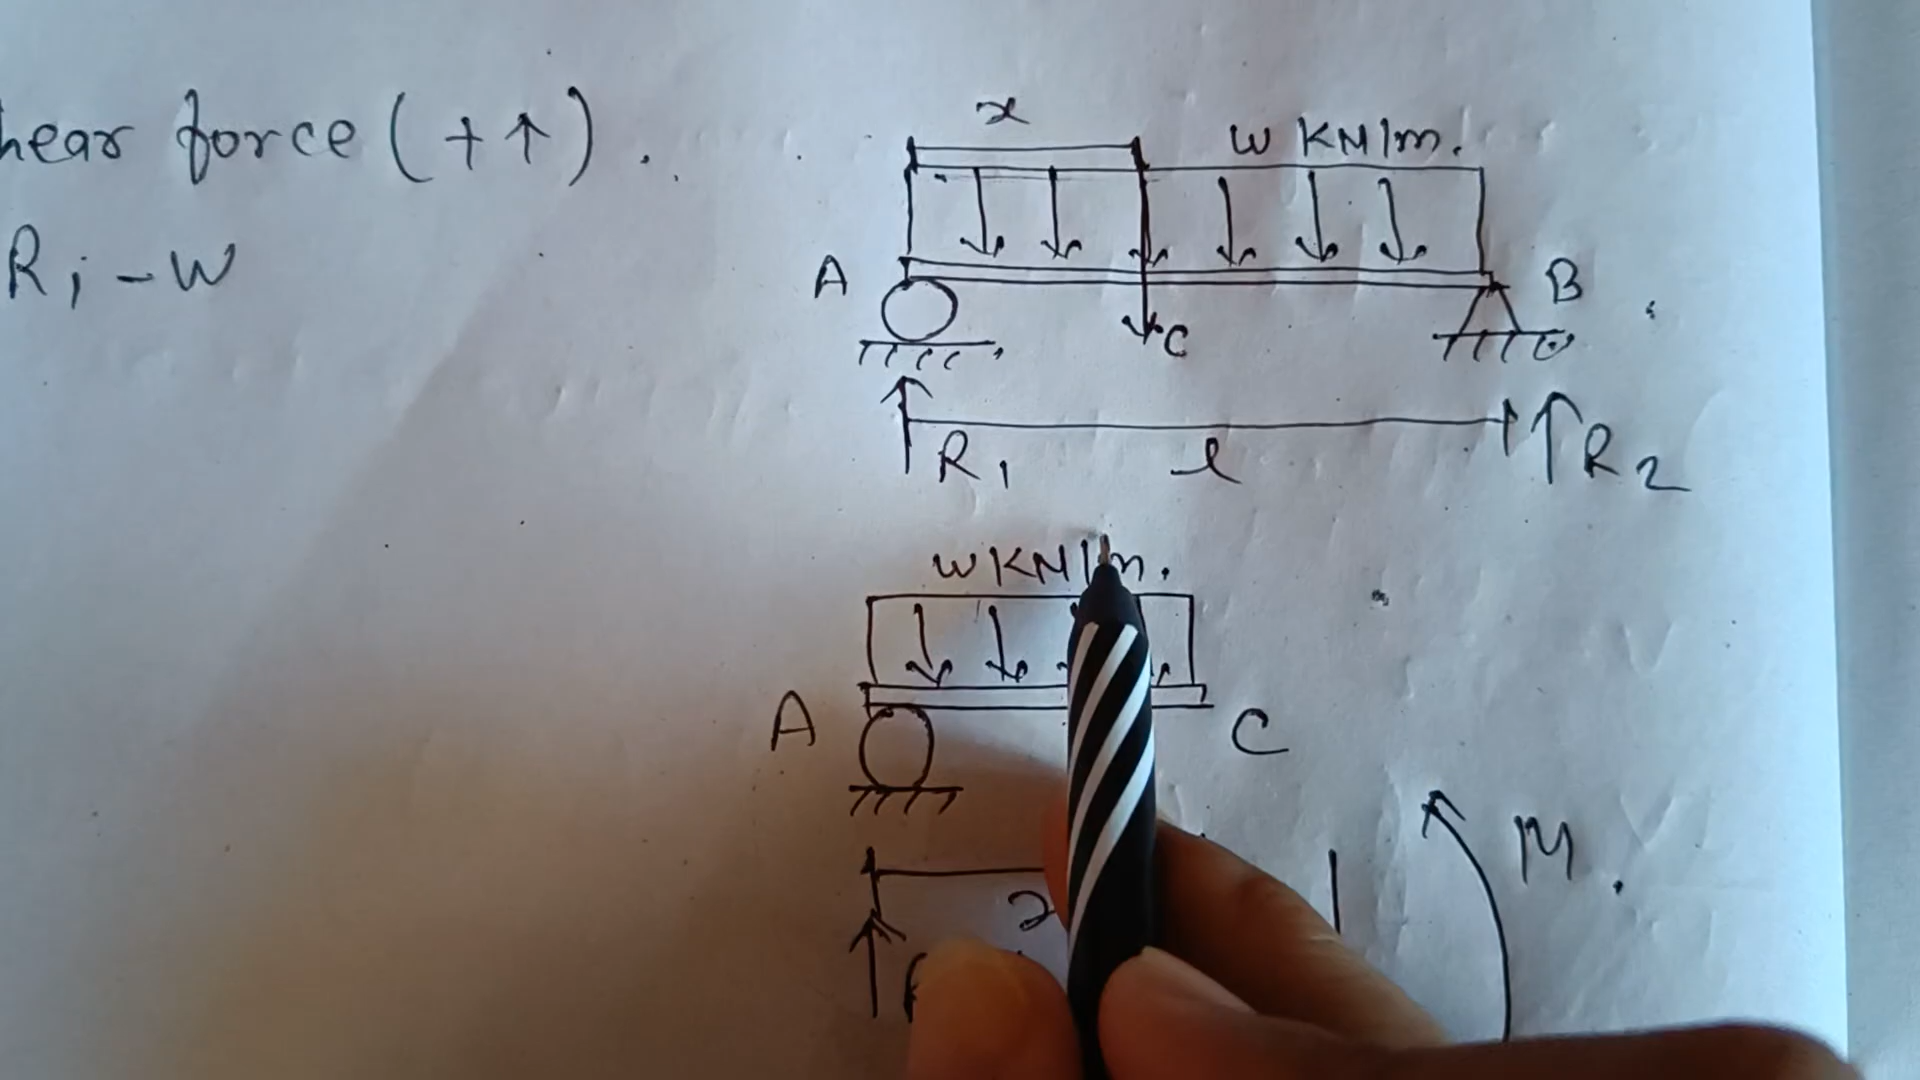 hear force (+↑).
R1 - W
x
w KN/m.
A
B
C
R1
l
R2
w KN/m.
A
C
M.
x